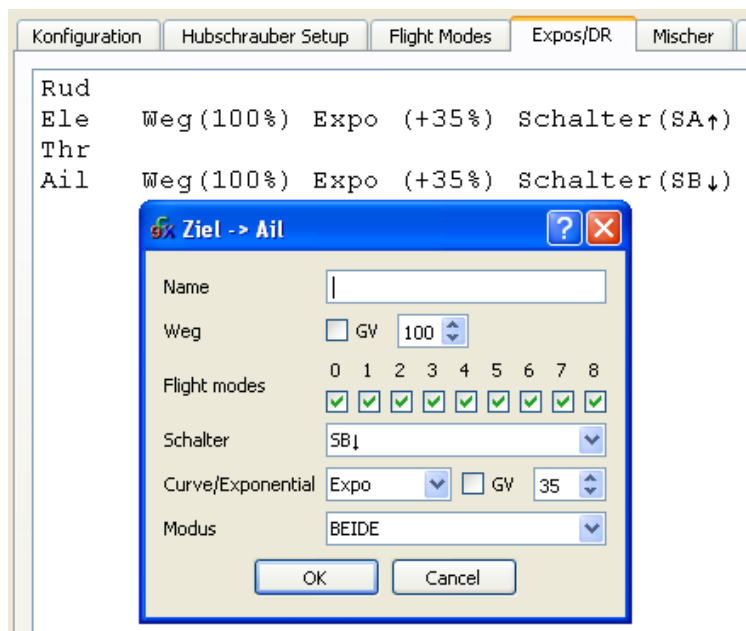 Konfiguration Hubschrauber Setup Flight Modes Expos/DR Mischer
Rud
Ele Weg(100%) Expo (+35%) Schalter(SA↑)
Thr
Ail Weg(100%) Expo (+35%) Schalter(SB↓)
Ziel -> Ail
Name
Weg GV 100
0 1 2 3 4 5 6 7 8
Flight modes
Schalter SB↓
Curve/Exponential Expo GV 35
Modus BEIDE
OK Cancel